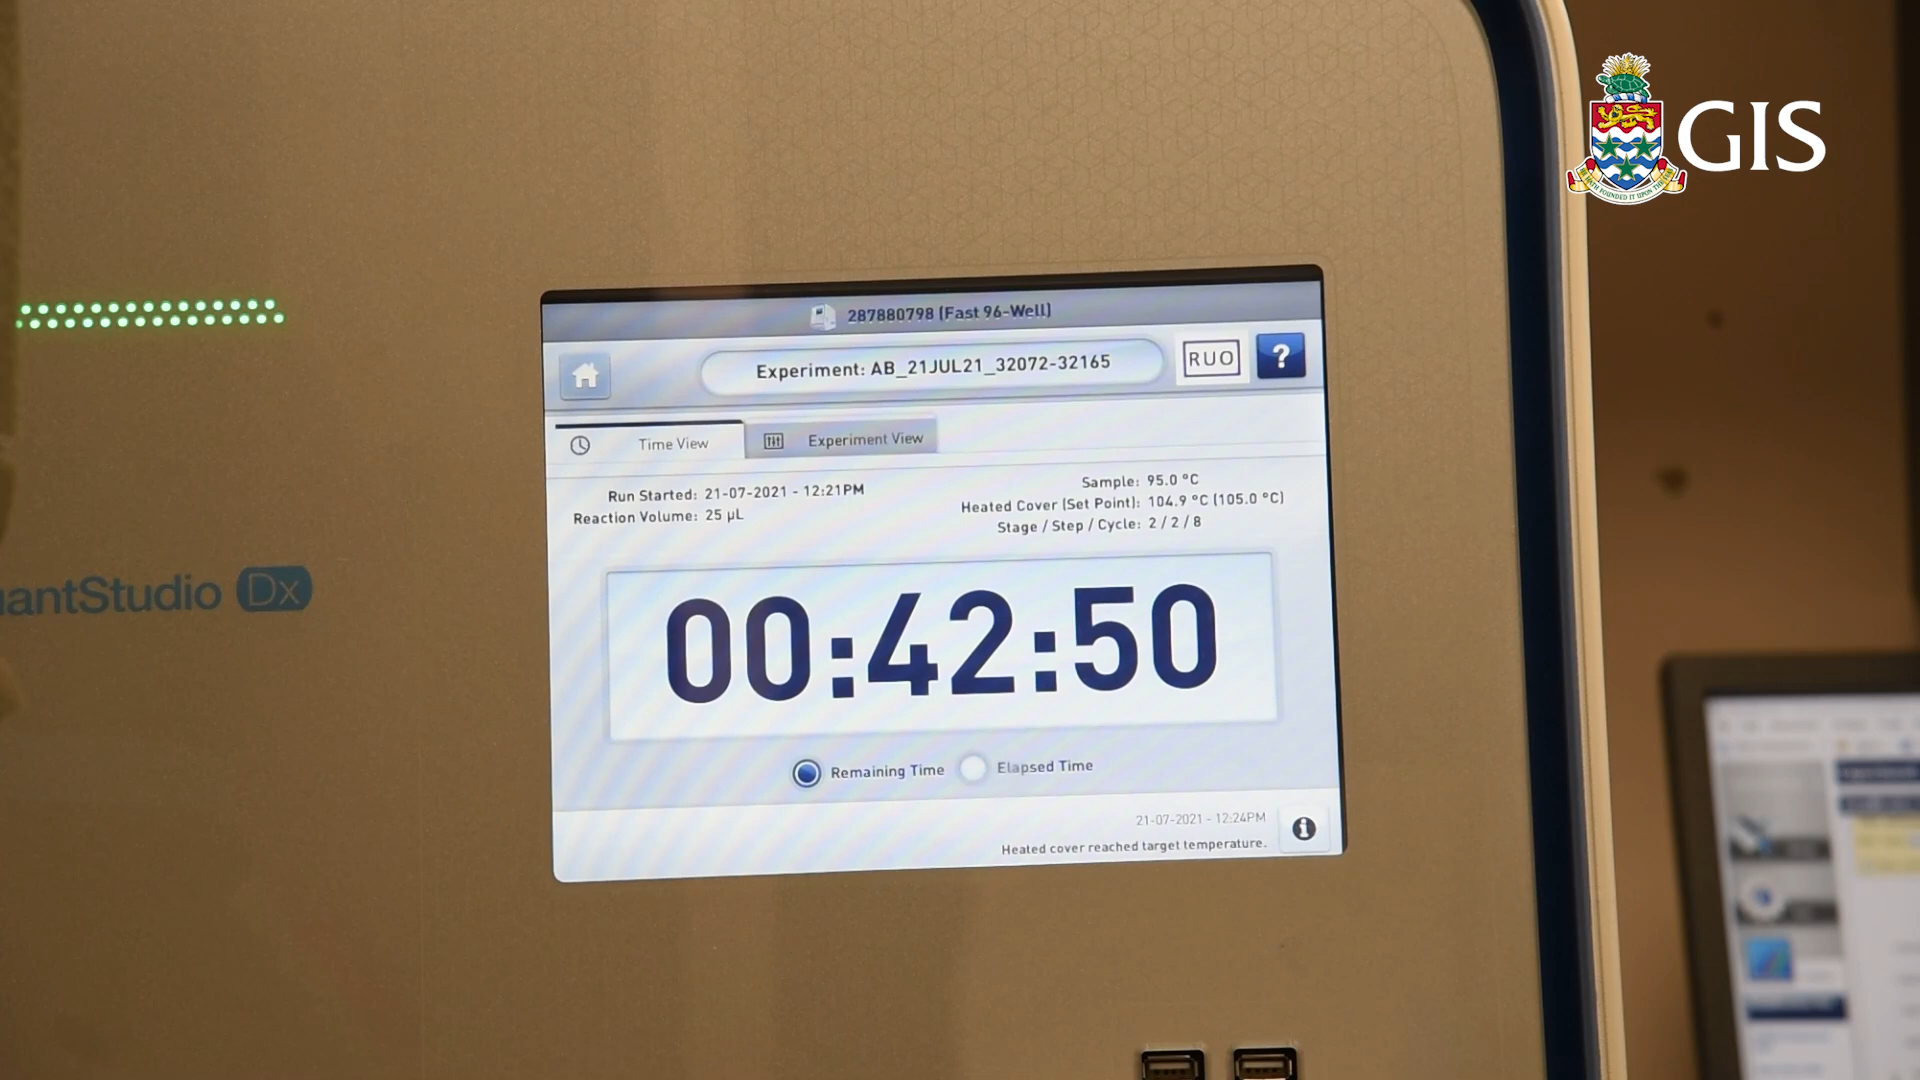 GIS
287880798 (Fast 96-Well)
Experiment: AB_21JUL21_32072-32165
RUO
?
Time View
Experiment View
Run Started: 21-07-2021 - 12:21PM
Reaction Volume: 25 µL
Sample: 95.0 °C
Heated Cover (Set Point): 104.9 °C (105.0 °C)
Stage / Step / Cycle: 2 / 2 / 8
uantStudio Dx
00:42:50
Remaining Time
Elapsed Time
21-07-2021 - 12:24PM
Heated cover reached target temperature.